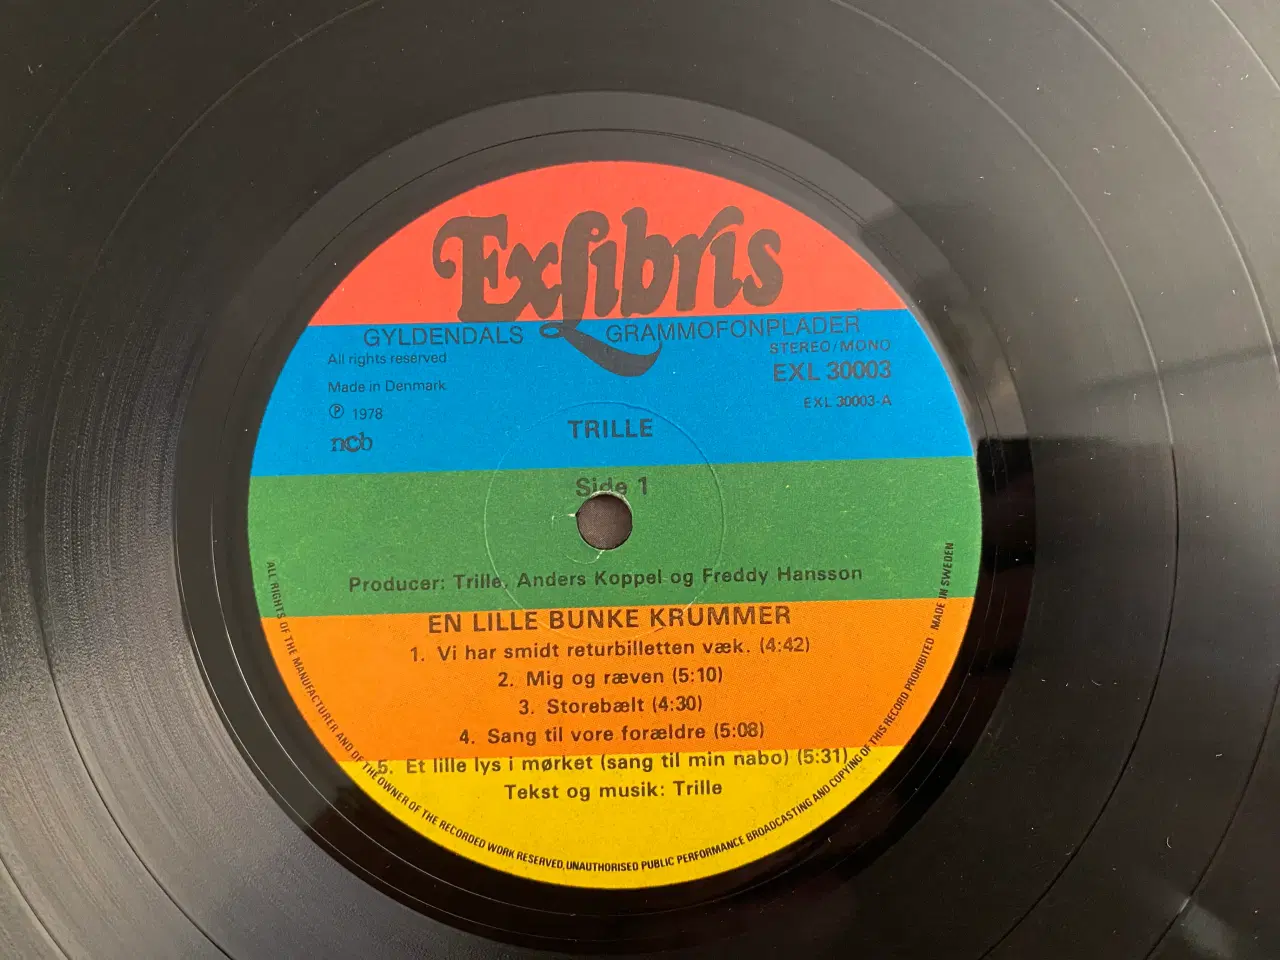 ExLibris
GYLDENDALS GRAMMOFONPLADER
All rights reserved
Made in Denmark
Ⓟ 1978
ncb
STEREO/MONO
EXL 30003
EXL 30003-A
TRILLE
Side 1
Producer: Trille, Anders Koppel og Freddy Hansson
EN LILLE BUNKE KRUMMER
1. Vi har smidt returbilletten væk. (4:42)
2. Mig og ræven (5:10)
3. Storebælt (4:30)
4. Sang til vore forældre (5:08)
5. Et lille lys i mørket (sang til min nabo) (5:31)
Tekst og musik: Trille
ALL RIGHTS OF THE MANUFACTURER AND OF THE OWNER OF THE RECORDED WORK RESERVED, UNAUTHORISED PUBLIC PERFORMANCE BROADCASTING AND COPYING OF THIS RECORD PROHIBITED MADE IN SWEDEN